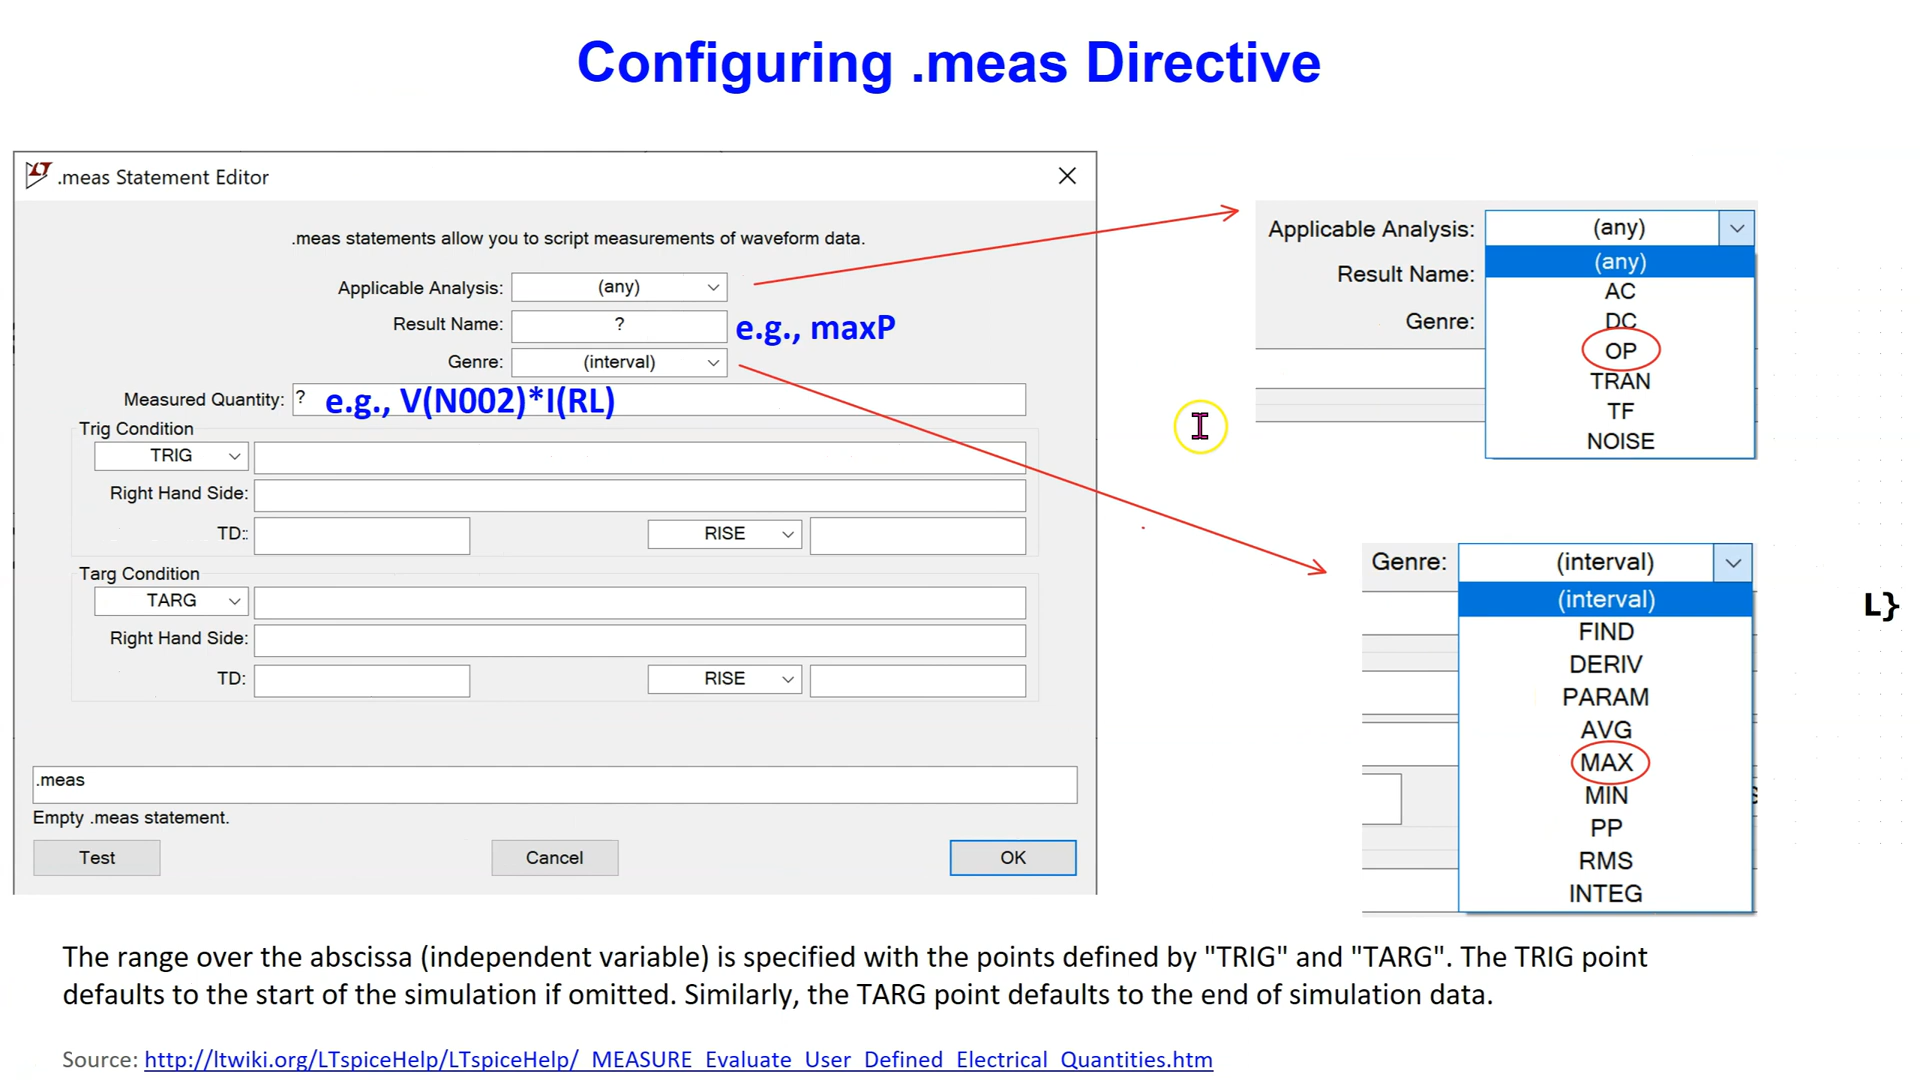 Configuring .meas Directive
.meas Statement Editor
.meas statements allow you to script measurements of waveform data.
Applicable Analysis: (any)
Result Name: ? e.g., maxP
Genre: (interval)
Measured Quantity: ? e.g., V(N002)*I(RL)
Trig Condition
TRIG
Right Hand Side:
TD:: RISE
Targ Condition
TARG
Right Hand Side:
TD: RISE
.meas
Empty .meas statement.
Test Cancel OK
Applicable Analysis: (any)
Result Name: (any)
AC
Genre: DC
OP
TRAN
TF
NOISE
Genre: (interval)
(interval)
FIND
DERIV
PARAM
AVG
MAX
MIN
PP
RMS
INTEG
L}
The range over the abscissa (independent variable) is specified with the points defined by "TRIG" and "TARG". The TRIG point
defaults to the start of the simulation if omitted. Similarly, the TARG point defaults to the end of simulation data.
Source: http://ltwiki.org/LTspiceHelp/LTspiceHelp/_MEASURE_Evaluate_User_Defined_Electrical_Quantities.htm